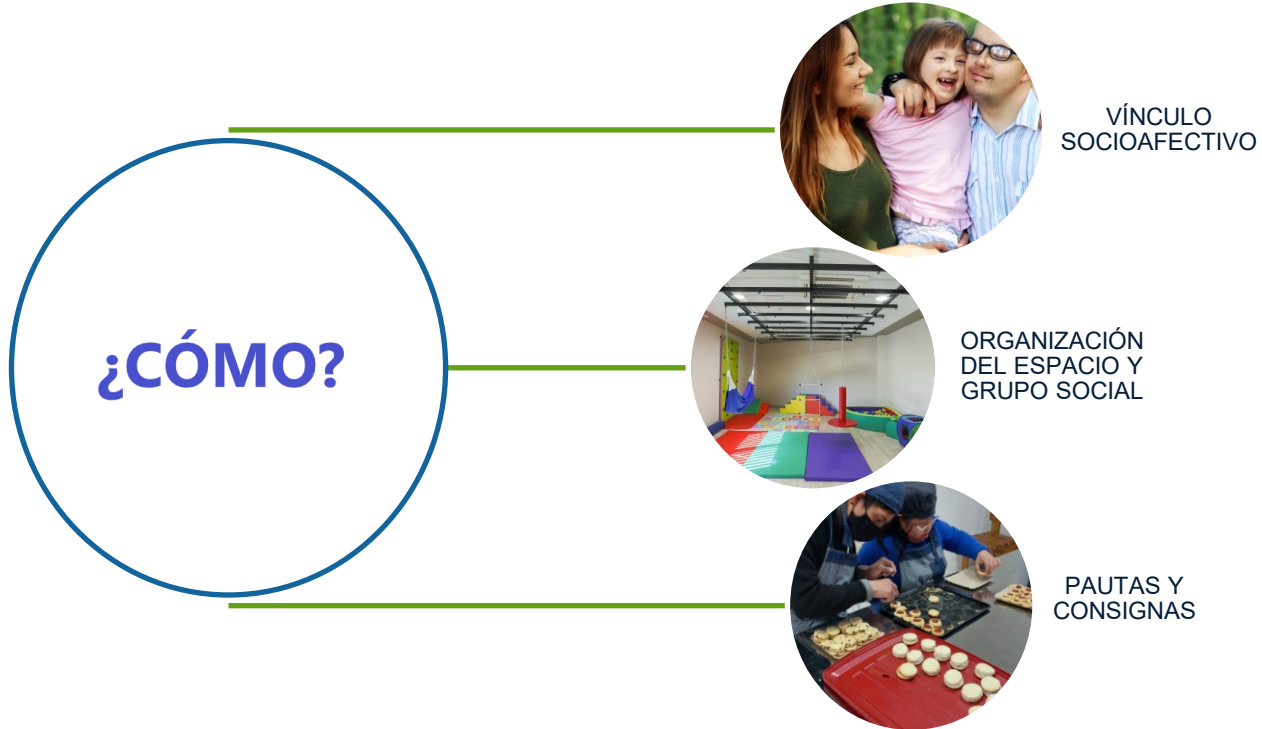 ¿CÓMO?
VÍNCULO
SOCIOAFECTIVO
ORGANIZACIÓN
DEL ESPACIO Y
GRUPO SOCIAL
PAUTAS Y
CONSIGNAS